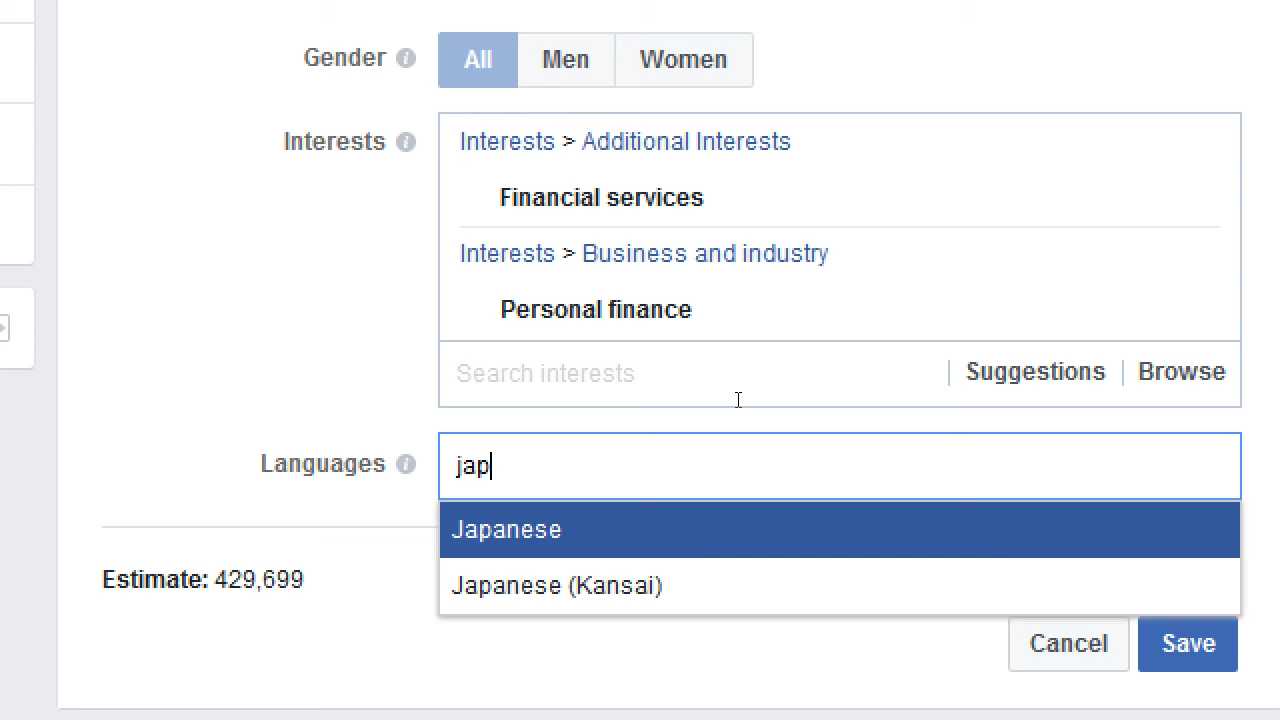 Gender All Men Women
Interests Interests > Additional Interests
Financial services
Interests > Business and industry
Personal finance
Search interests Suggestions Browse
Languages jap
Japanese
Estimate: 429,699
Japanese (Kansai)
Cancel Save